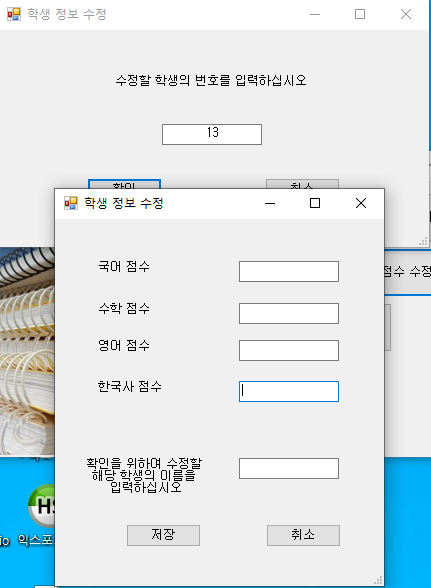 학생 정보 수정
수정할 학생의 번호를 입력하십시오
13
확인
취소
학생 정보 수정
국어 점수
수학 점수
영어 점수
한국사 점수
확인을 위하여 수정할
해당 학생의 이름을
입력하십시오
저장
취소
점수 수정
HS
io 익스포